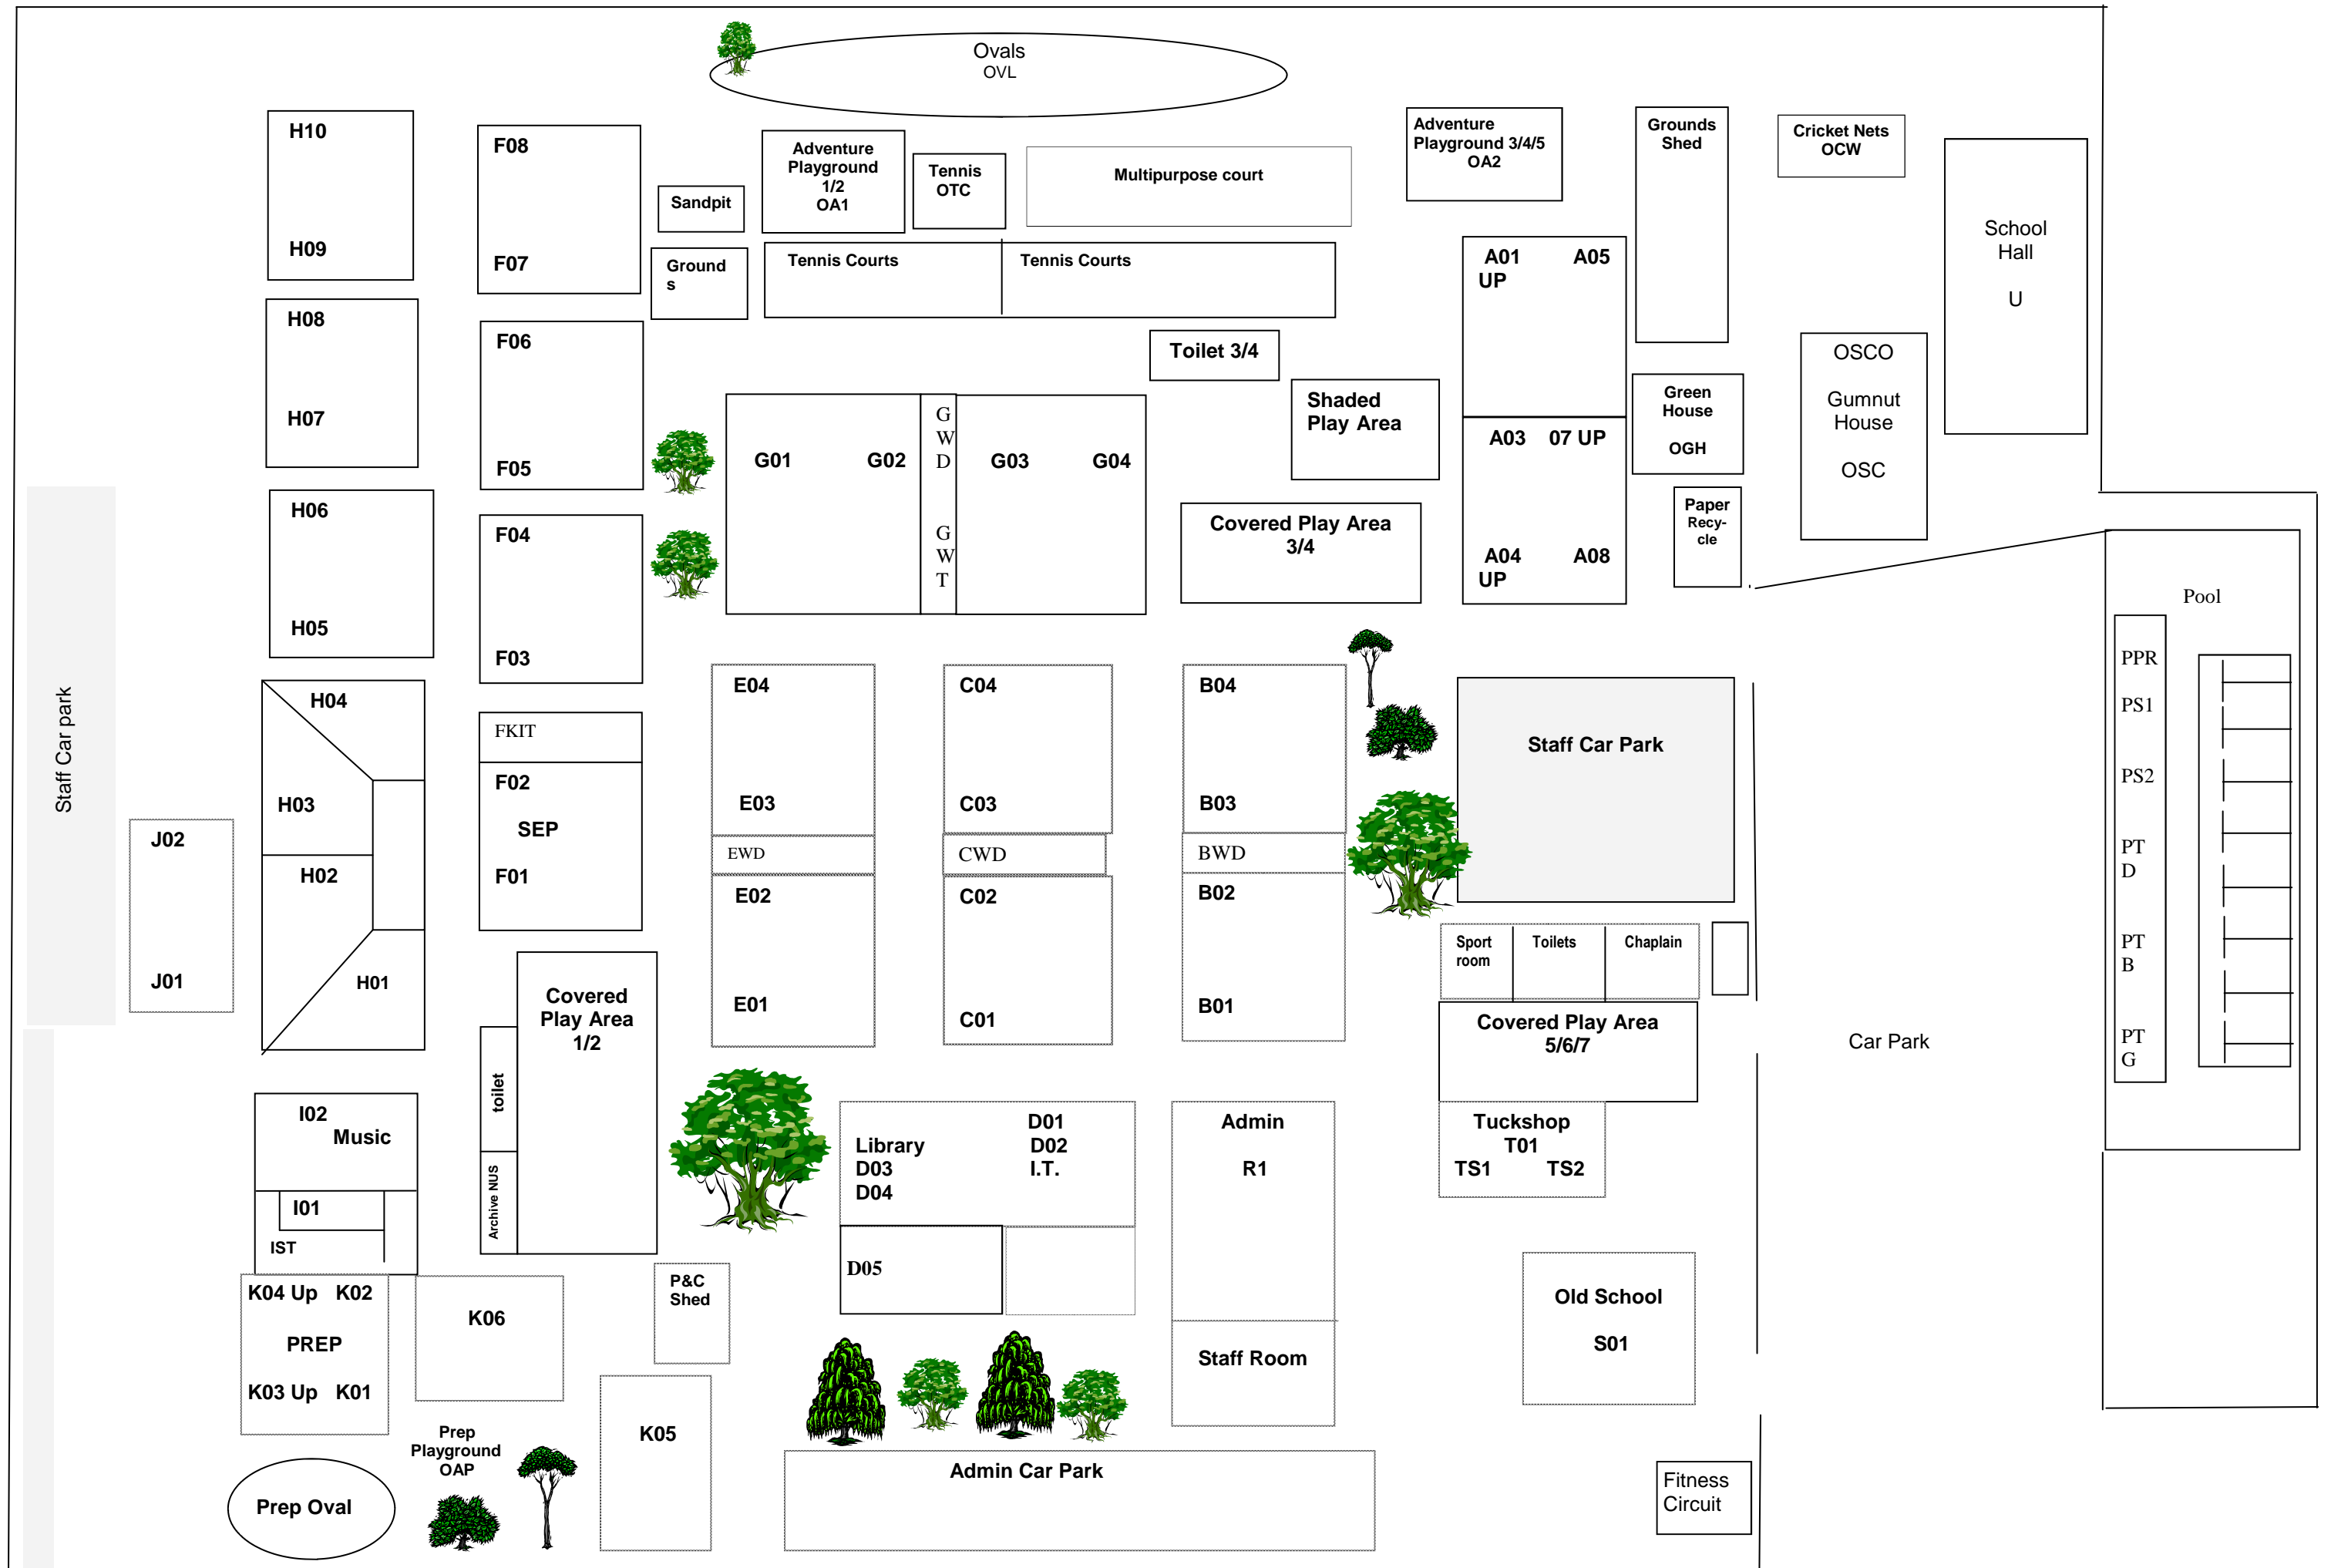 Ovals
OVL
H10
H09
F08
F07
Sandpit
Adventure
Playground
1/2
OA1
Tennis
OTC
Multipurpose court
Adventure
Playground 3/4/5
OA2
Grounds
Shed
Cricket Nets
OCW
School
Hall
U
Ground
s
Tennis Courts
Tennis Courts
A01
UP
A05
H08
H07
F06
F05
Toilet 3/4
Shaded
Play Area
Green
House
OGH
OSCO
Gumnut
House
OSC
G01
G02
G
W
D
G
W
T
G03
G04
A03
07 UP
A04
UP
A08
Covered Play Area
3/4
Paper
Recy-
cle
H06
H05
F04
F03
Pool
PPR
PS1
PS2
PT
D
PT
B
PT
G
Staff Car park
J02
J01
H04
H03
H02
H01
FKIT
F02
SEP
F01
E04
E03
EWD
E02
E01
C04
C03
CWD
C02
C01
B04
B03
BWD
B02
B01
Staff Car Park
Sport
room
Toilets
Chaplain
Covered Play Area
5/6/7
Car Park
Covered
Play Area
1/2
toilet
Archive NUS
I02
Music
I01
IST
Library
D03
D04
D01
D02
I.T.
D05
Admin
R1
Staff Room
Tuckshop
T01
TS1
TS2
K04 Up
K02
PREP
K03 Up
K01
K06
P&C
Shed
K05
Old School
S01
Prep
Playground
OAP
Prep Oval
Admin Car Park
Fitness
Circuit